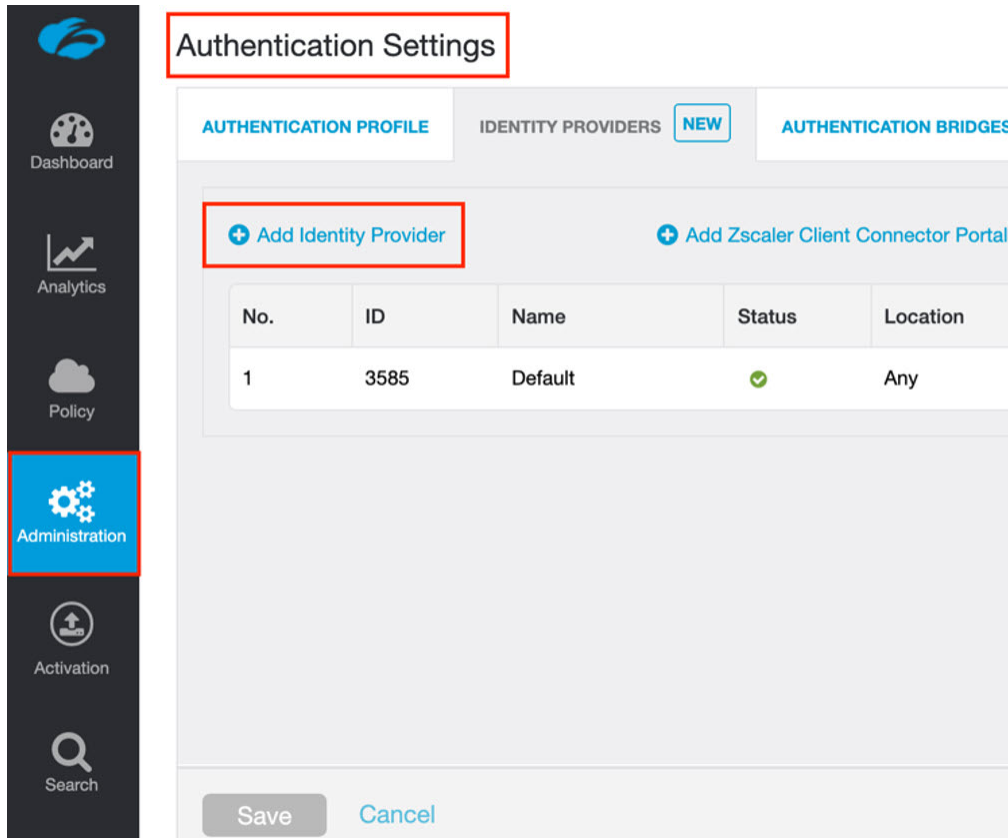 Authentication Settings
AUTHENTICATION PROFILE IDENTITY PROVIDERS NEW AUTHENTICATION BRIDGES
Dashboard
Add Identity Provider Add Zscaler Client Connector Portal
Analytics
No. ID Name Status Location
1 3585 Default Any
Policy
Administration
Activation
Search
Save Cancel